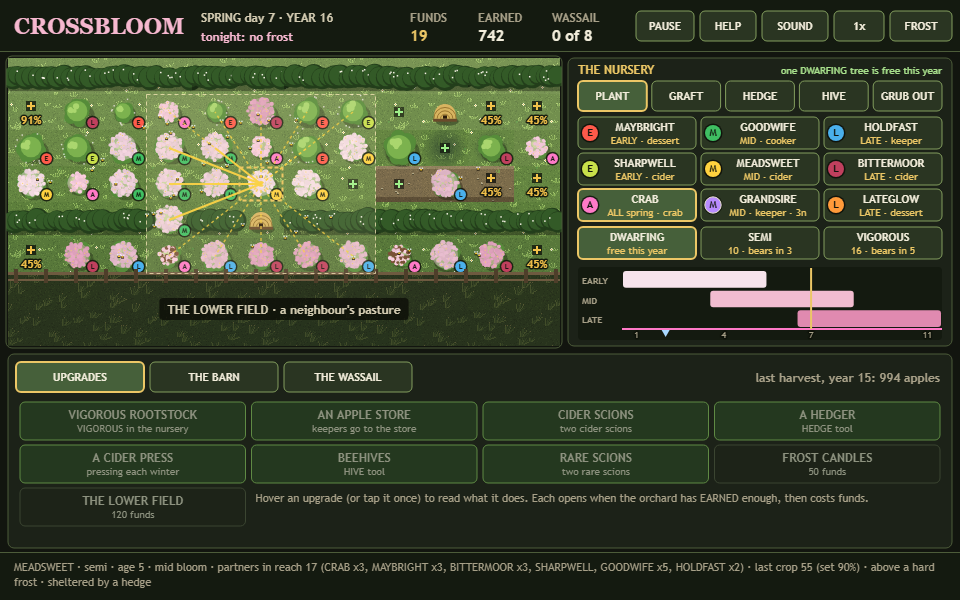 CROSSBLOOM
SPRING day 7 · YEAR 16
tonight: no frost
FUNDS
19
EARNED
742
WASSAIL
0 of 8
PAUSE
HELP
SOUND
1x
FROST
91%
45%
45%
45%
45%
45%
45%
THE LOWER FIELD · a neighbour's pasture
THE NURSERY
one DWARFING tree is free this year
PLANT
GRAFT
HEDGE
HIVE
GRUB OUT
E
MAYBRIGHT
EARLY · dessert
M
GOODWIFE
MID · cooker
L
HOLDFAST
LATE · keeper
E
SHARPWELL
EARLY · cider
M
MEADSWEET
MID · cider
L
BITTERMOOR
LATE · cider
A
CRAB
ALL spring · crab
M
GRANDSIRE
MID · keeper · 3n
L
LATEGLOW
LATE · dessert
DWARFING
free this year
SEMI
10 · bears in 3
VIGOROUS
16 · bears in 5
EARLY
MID
LATE
1
4
7
11
UPGRADES
THE BARN
THE WASSAIL
last harvest, year 15: 994 apples
VIGOROUS ROOTSTOCK
VIGOROUS in the nursery
AN APPLE STORE
keepers go to the store
CIDER SCIONS
two cider scions
A HEDGER
HEDGE tool
A CIDER PRESS
pressing each winter
BEEHIVES
HIVE tool
RARE SCIONS
two rare scions
FROST CANDLES
50 funds
THE LOWER FIELD
120 funds
Hover an upgrade (or tap it once) to read what it does. Each opens when the orchard has EARNED enough, then costs funds.
MEADSWEET · semi · age 5 · mid bloom · partners in reach 17 (CRAB x3, MAYBRIGHT x3, BITTERMOOR x3, SHARPWELL, GOODWIFE x5, HOLDFAST x2) · last crop 55 (set 90%) · above a hard
frost · sheltered by a hedge